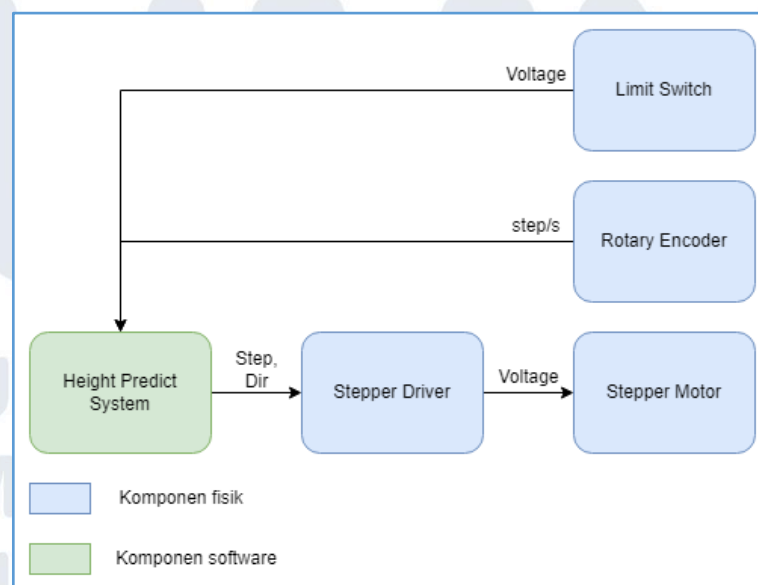 Voltage
Limit Switch
step/s
Rotary Encoder
Height Predict
System
Step,
Dir
Stepper Driver
Voltage
Stepper Motor
Komponen fisik
Komponen software